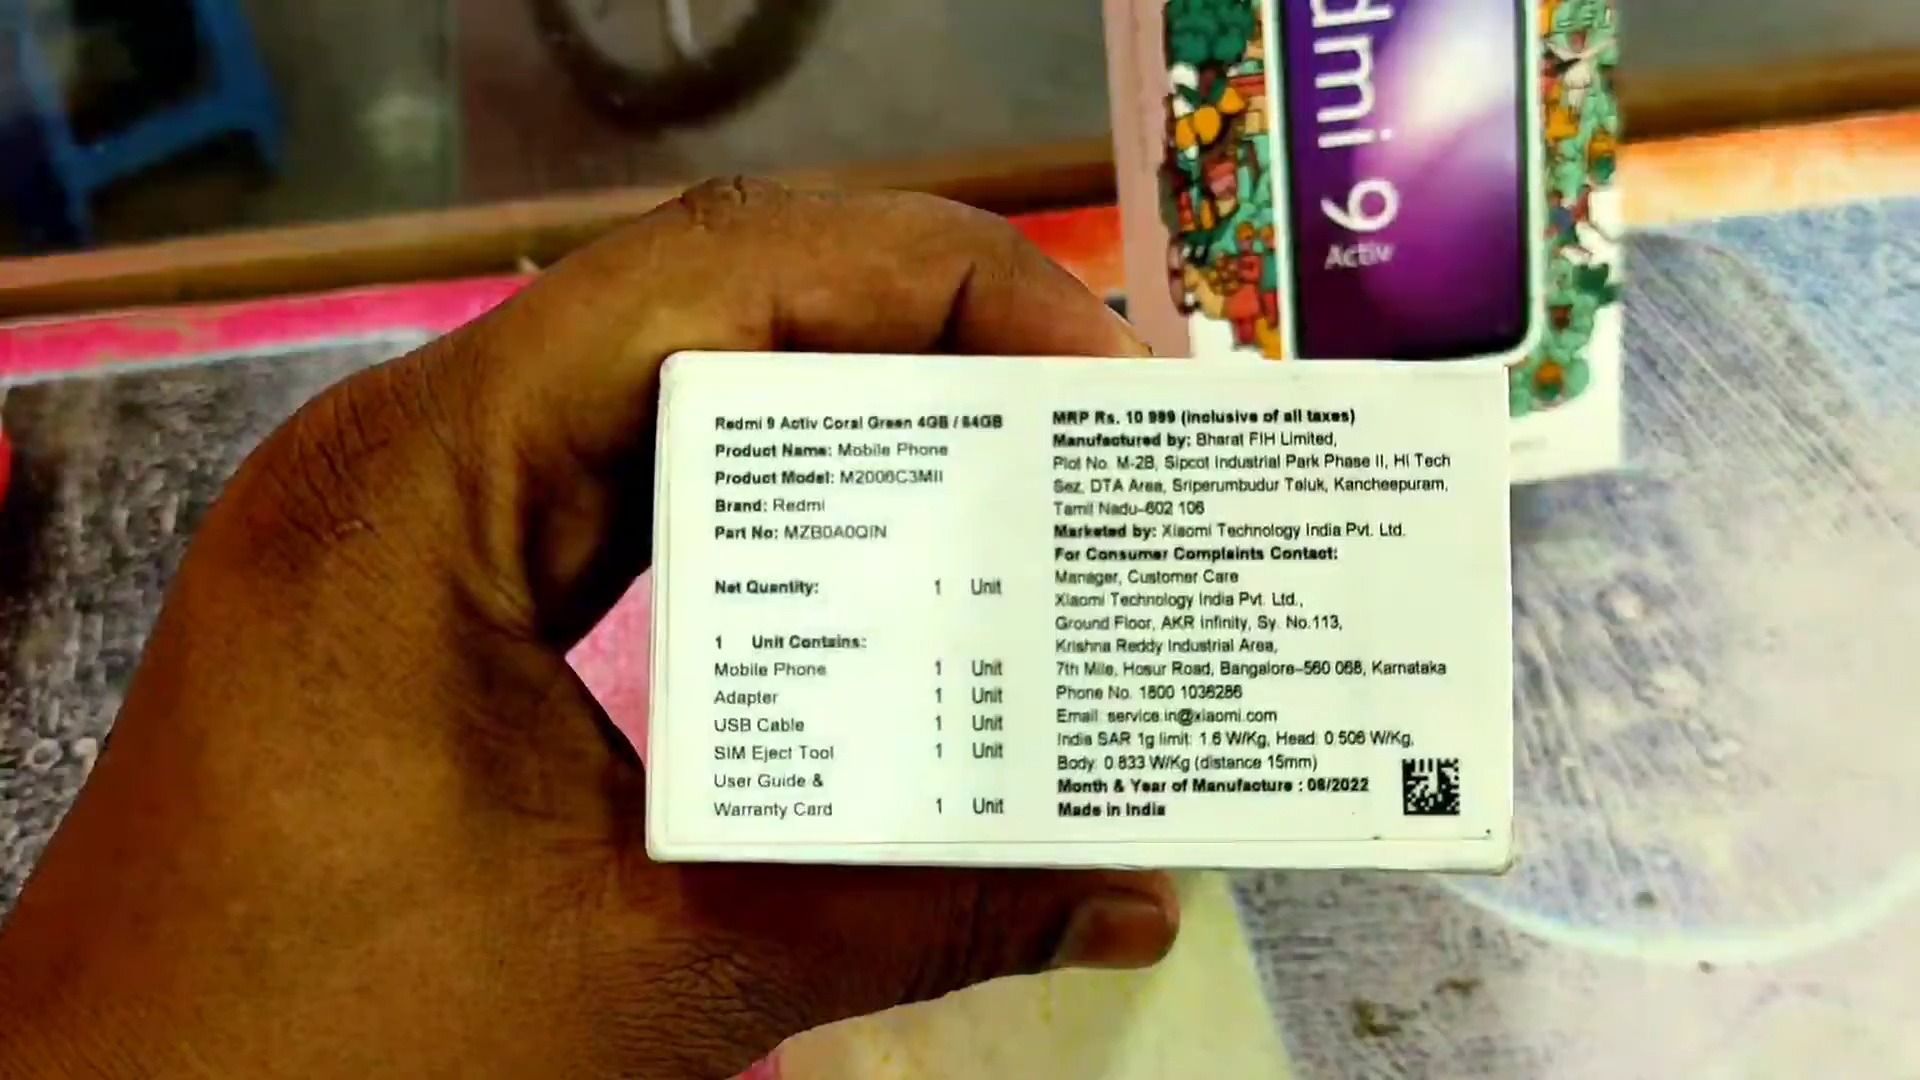 dmi 9
Activ
Redmi 9 Activ Coral Green 4GB / 64GB
Product Name: Mobile Phone
Product Model: M2006C3MII
Brand: Redmi
Part No: MZB0A0QIN
Net Quantity: 1 Unit
1 Unit Contains:
Mobile Phone 1 Unit
Adapter 1 Unit
USB Cable 1 Unit
SIM Eject Tool 1 Unit
User Guide &
Warranty Card 1 Unit
MRP Rs. 10 999 (inclusive of all taxes)
Manufactured by: Bharat FIH Limited,
Plot No. M-2B, Sipcot Industrial Park Phase II, Hi Tech
Sez, DTA Area, Sriperumbudur Taluk, Kancheepuram,
Tamil Nadu-602 106
Marketed by: Xiaomi Technology India Pvt. Ltd.
For Consumer Complaints Contact:
Manager, Customer Care
Xiaomi Technology India Pvt. Ltd.,
Ground Floor, AKR Infinity, Sy. No.113,
Krishna Reddy Industrial Area,
7th Mile, Hosur Road, Bangalore-560 068, Karnataka
Phone No. 1800 1036286
Email: service.in@xiaomi.com
India SAR 1g limit: 1.6 W/Kg, Head: 0.506 W/Kg,
Body: 0.833 W/Kg (distance 15mm)
Month & Year of Manufacture : 06/2022
Made in India